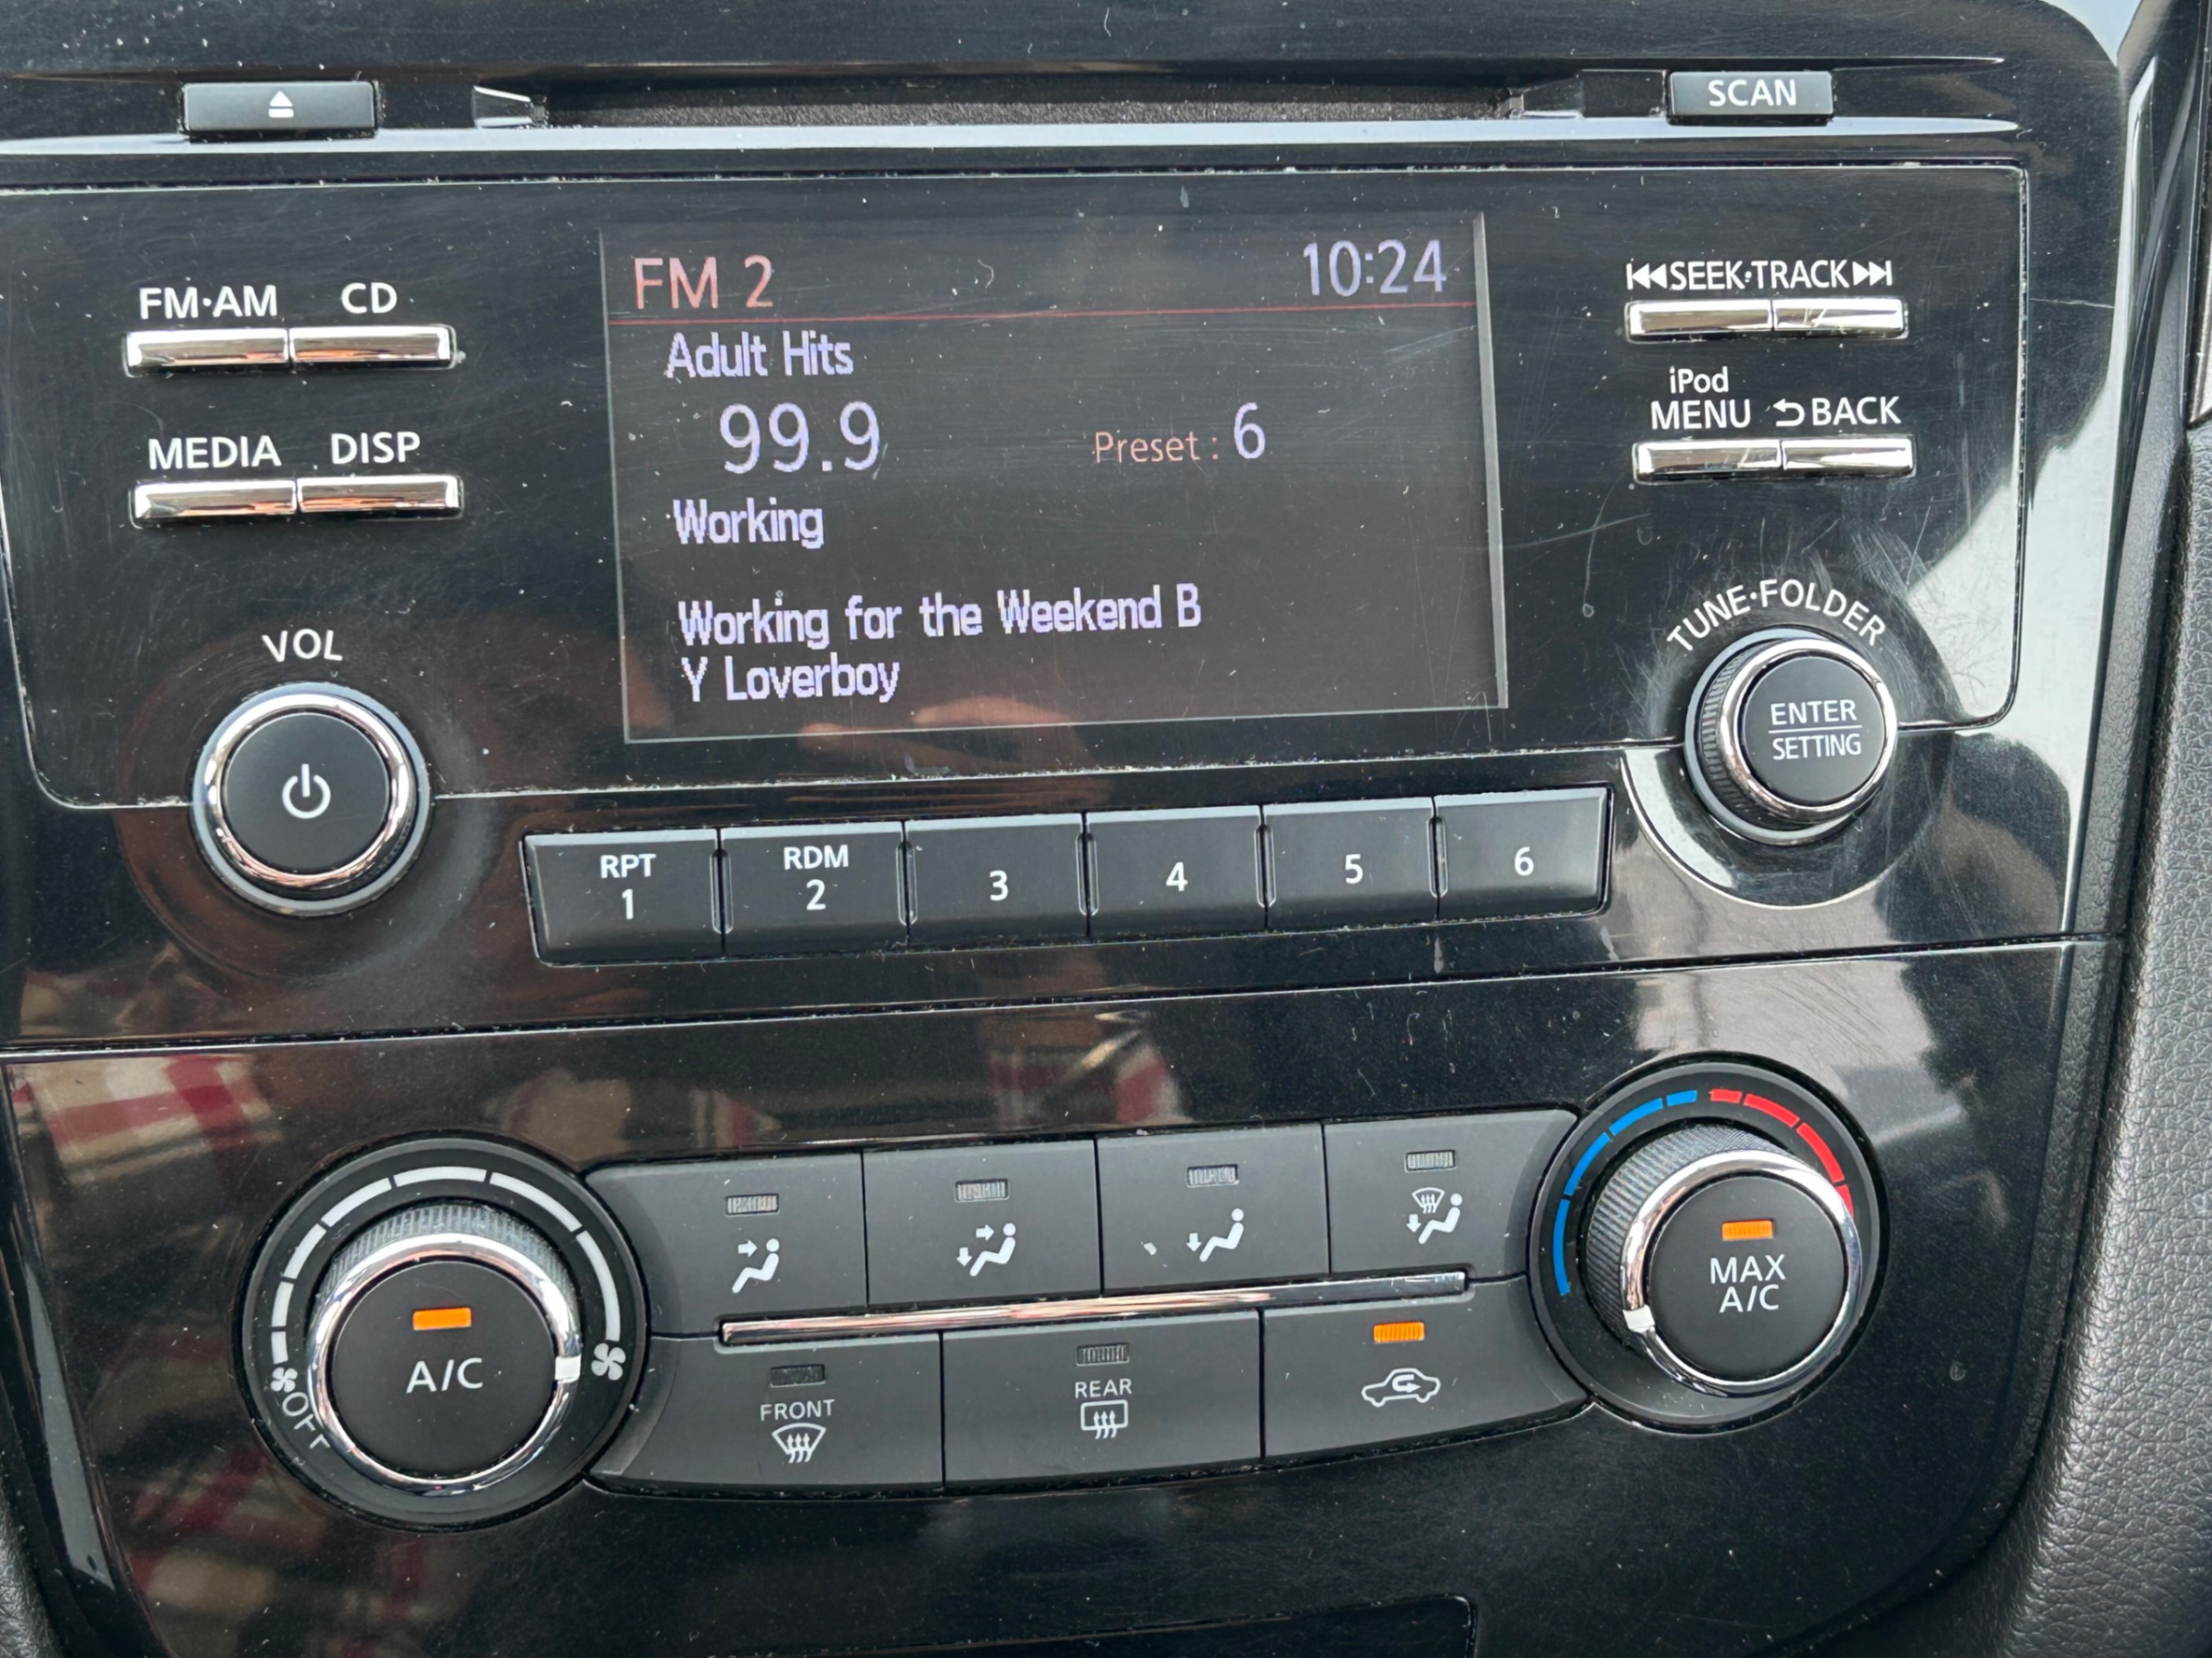 SCAN
FM·AM CD
MEDIA DISP
VOL
FM 2 10:24
Adult Hits
99.9 Preset : 6
Working
Working for the Weekend B
Y Loverboy
SEEK·TRACK
iPod
MENU BACK
TUNE·FOLDER
ENTER
SETTING
RPT
1
RDM
2
3
4
5
6
A/C
OFF
FRONT
REAR
MAX
A/C